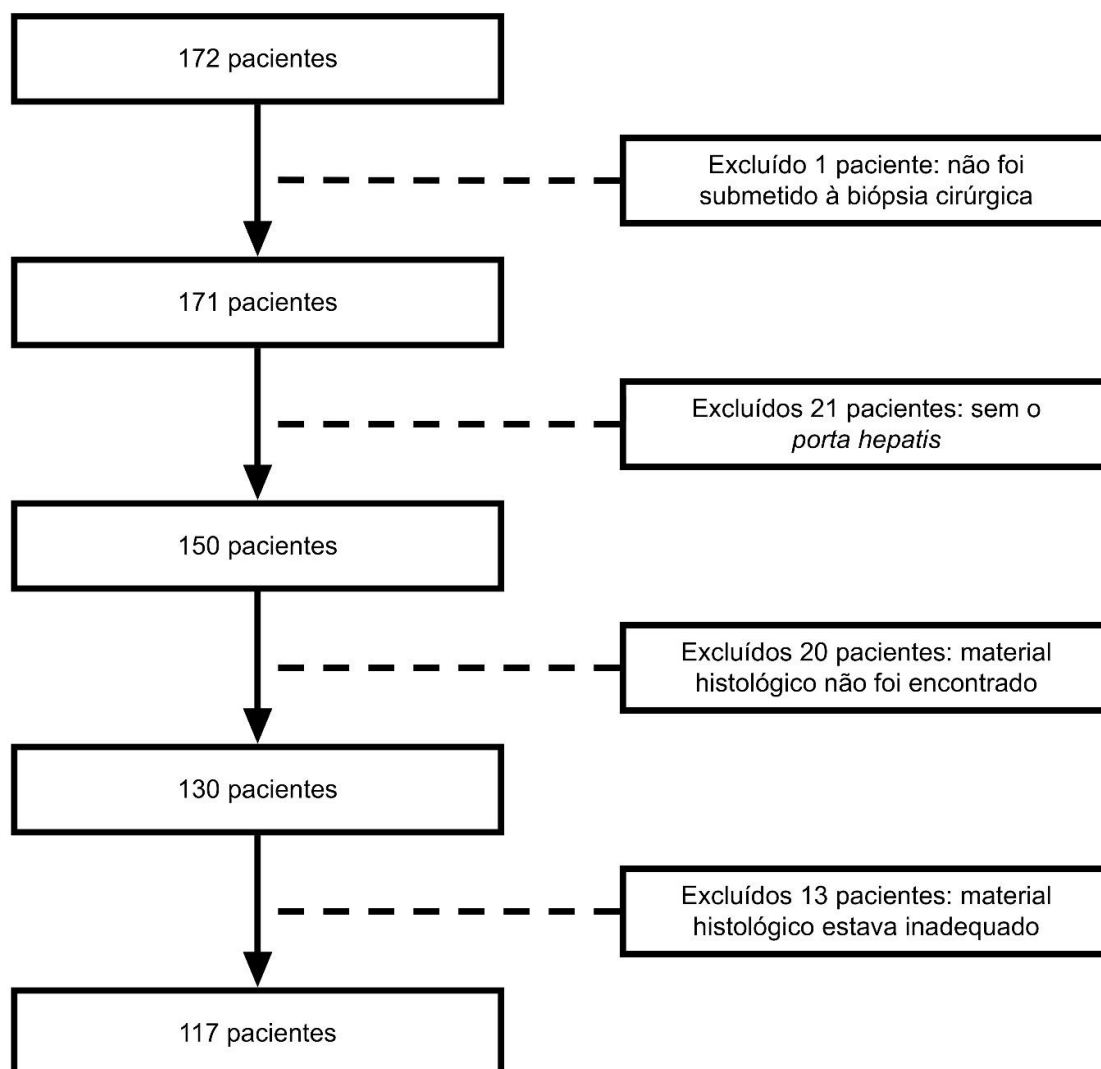 172 pacientes
Excluído 1 paciente: não foi
submetido à biópsia cirúrgica
171 pacientes
Excluídos 21 pacientes: sem o
porta hepatis
150 pacientes
Excluídos 20 pacientes: material
histológico não foi encontrado
130 pacientes
Excluídos 13 pacientes: material
histológico estava inadequado
117 pacientes